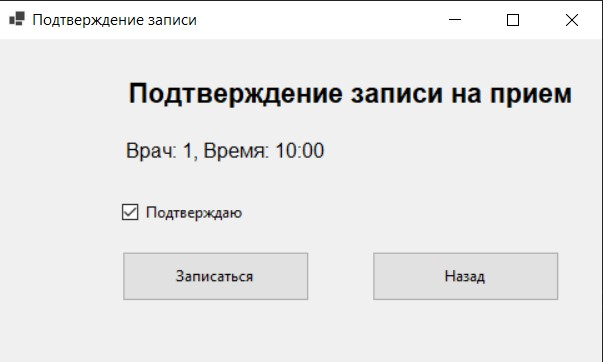 Подтверждение записи
Подтверждение записи на прием
Врач: 1, Время: 10:00
Подтверждаю
Записаться
Назад